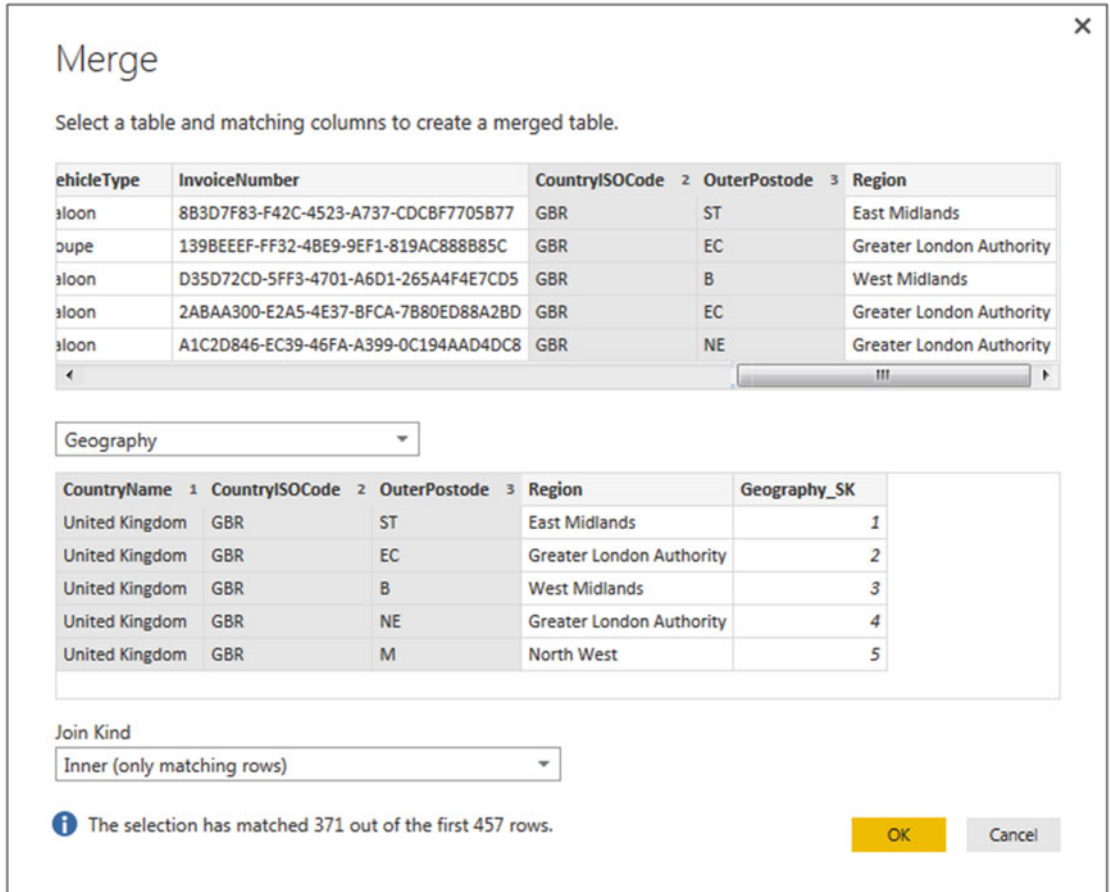 Merge
Select a table and matching columns to create a merged table.
ehicleType InvoiceNumber CountryISOCode 2 OuterPostode 3 Region
aloon 8B3D7F83-F42C-4523-A737-CDCBF7705B77 GBR ST East Midlands
oupe 139BEEEF-FF32-4BE9-9EF1-819AC888B85C GBR EC Greater London Authority
aloon D35D72CD-5FF3-4701-A6D1-265A4F4E7CD5 GBR B West Midlands
aloon 2ABAA300-E2A5-4E37-BFCA-7B80ED88A2BD GBR EC Greater London Authority
aloon A1C2D846-EC39-46FA-A399-0C194AAD4DC8 GBR NE Greater London Authority
Geography
CountryName 1 CountryISOCode 2 OuterPostode 3 Region Geography_SK
United Kingdom GBR ST East Midlands 1
United Kingdom GBR EC Greater London Authority 2
United Kingdom GBR B West Midlands 3
United Kingdom GBR NE Greater London Authority 4
United Kingdom GBR M North West 5
Join Kind
Inner (only matching rows)
The selection has matched 371 out of the first 457 rows.
OK Cancel